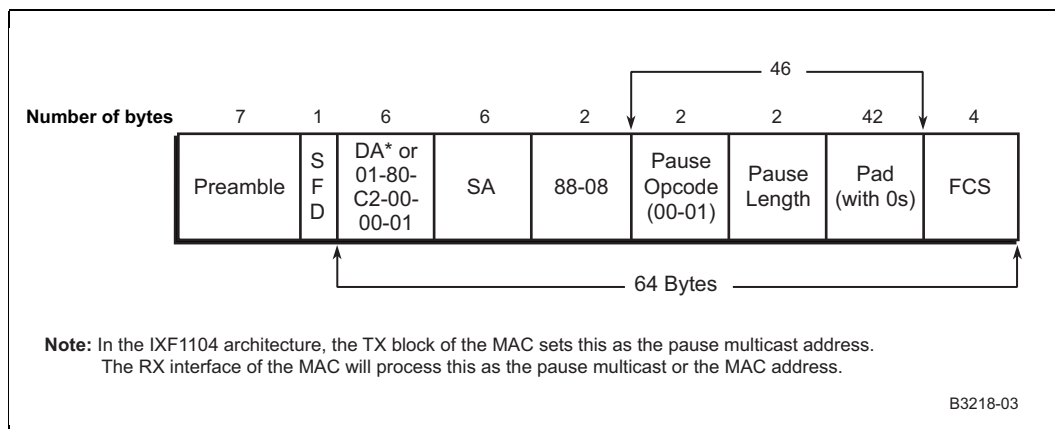 46
Number of bytes 7 1 6 6 2 2 2 42 4
Preamble
S
F
D
DA* or
01-80-
C2-00-
00-01
SA
88-08
Pause
Opcode
(00-01)
Pause
Length
Pad
(with 0s)
FCS
64 Bytes
Note: In the IXF1104 architecture, the TX block of the MAC sets this as the pause multicast address.
The RX interface of the MAC will process this as the pause multicast or the MAC address.
B3218-03